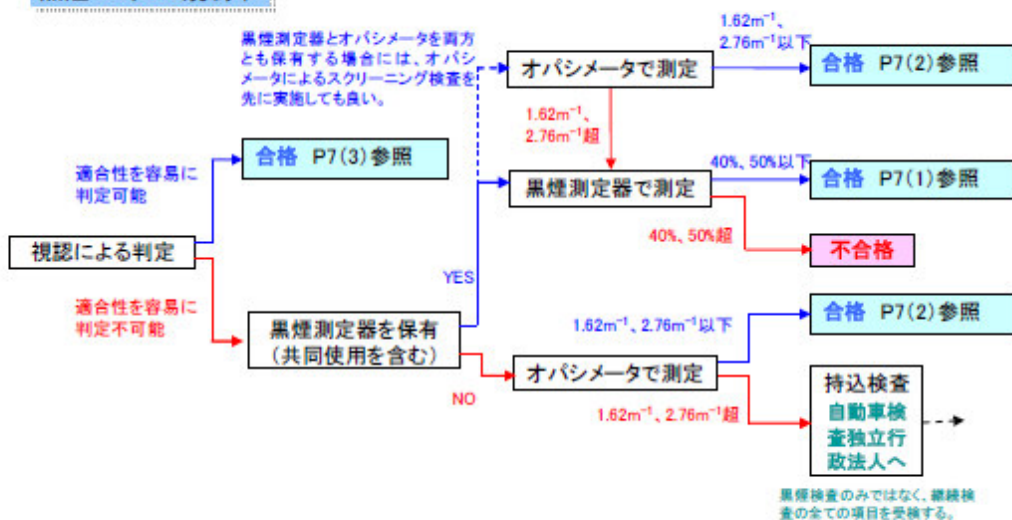 1.62m⁻¹、
2.76m⁻¹以下
黒煙測定器とオパシメータを両方
とも保有する場合には、オパシ
メータによるスクリーニング検査を
先に実施しても良い。
オパシメータで測定
合格 P7(2)参照
1.62m⁻¹、
2.76m⁻¹超
合格 P7(3)参照
適合性を容易に
判定可能
黒煙測定器で測定
40%、50%以下
合格 P7(1)参照
40%、50%超
不合格
視認による判定
YES
適合性を容易に
判定不可能
黒煙測定器を保有
(共同使用を含む)
1.62m⁻¹、2.76m⁻¹以下
合格 P7(2)参照
オパシメータで測定
NO
1.62m⁻¹、2.76m⁻¹超
持込検査
自動車検
査独立行
政法人へ
黒煙検査のみではなく、継続検
査の全ての項目を受検する。